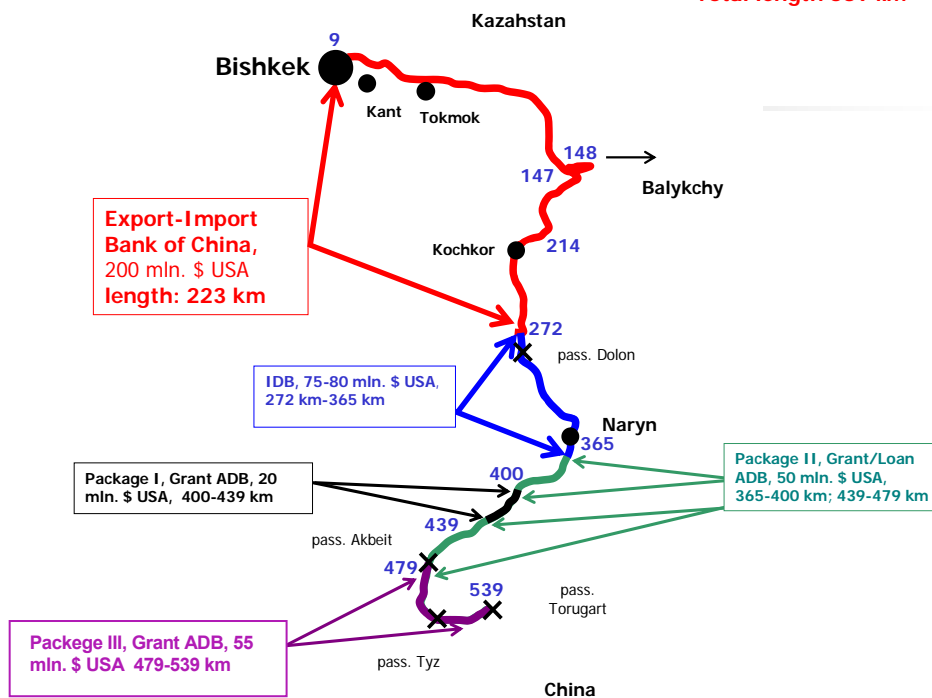 Kazahstan
9
Bishkek
Kant
Tokmok
148
147
Balykchy
Export-Import
Bank of China,
200 mln. $ USA
length: 223 km
Kochkor
214
272
pass. Dolon
IDB, 75-80 mln. $ USA,
272 km-365 km
Naryn
365
Package I, Grant ADB, 20
mln. $ USA, 400-439 km
400
Package II, Grant/Loan
ADB, 50 mln. $ USA,
365-400 km; 439-479 km
439
pass. Akbeit
479
539
pass.
Torugart
Packege III, Grant ADB, 55
mln. $ USA 479-539 km
pass. Tyz
China